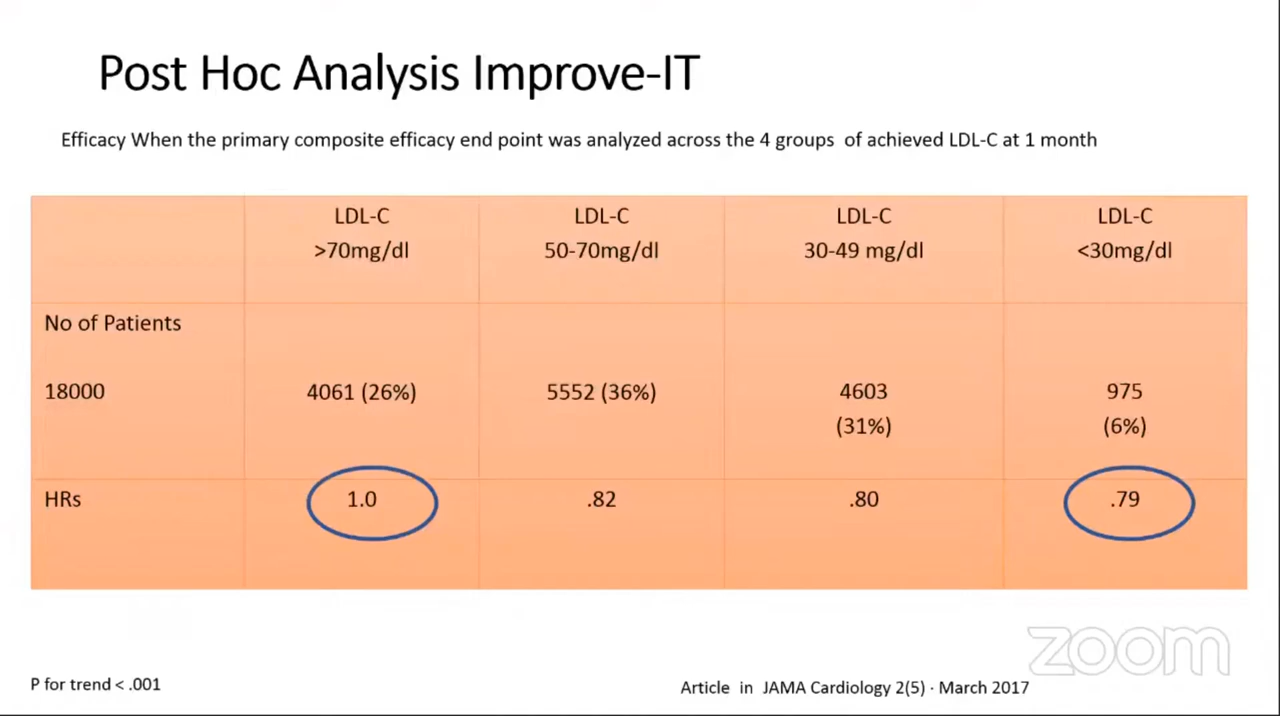 Post Hoc Analysis Improve-IT
Efficacy When the primary composite efficacy end point was analyzed across the 4 groups of achieved LDL-C at 1 month
LDL-C LDL-C LDL-C LDL-C
>70mg/dl 50-70mg/dl 30-49 mg/dl <30mg/dl
No of Patients
18000 4061 (26%) 5552 (36%) 4603 975
(31%) (6%)
HRs 1.0 .82 .80 .79
zoom
P for trend < .001
Article in JAMA Cardiology 2(5) · March 2017